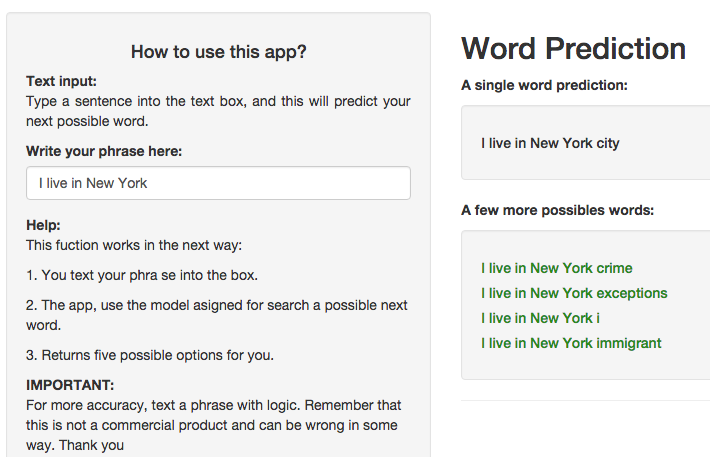 How to use this app?
Text input:
Type a sentence into the text box, and this will predict your
next possible word.
Write your phrase here:
I live in New York
Help:
This fuction works in the next way:
1. You text your phra se into the box.
2. The app, use the model asigned for search a possible next
word.
3. Returns five possible options for you.
IMPORTANT:
For more accuracy, text a phrase with logic. Remember that
this is not a commercial product and can be wrong in some
way. Thank you
Word Prediction
A single word prediction:
I live in New York city
A few more possibles words:
I live in New York crime
I live in New York exceptions
I live in New York i
I live in New York immigrant